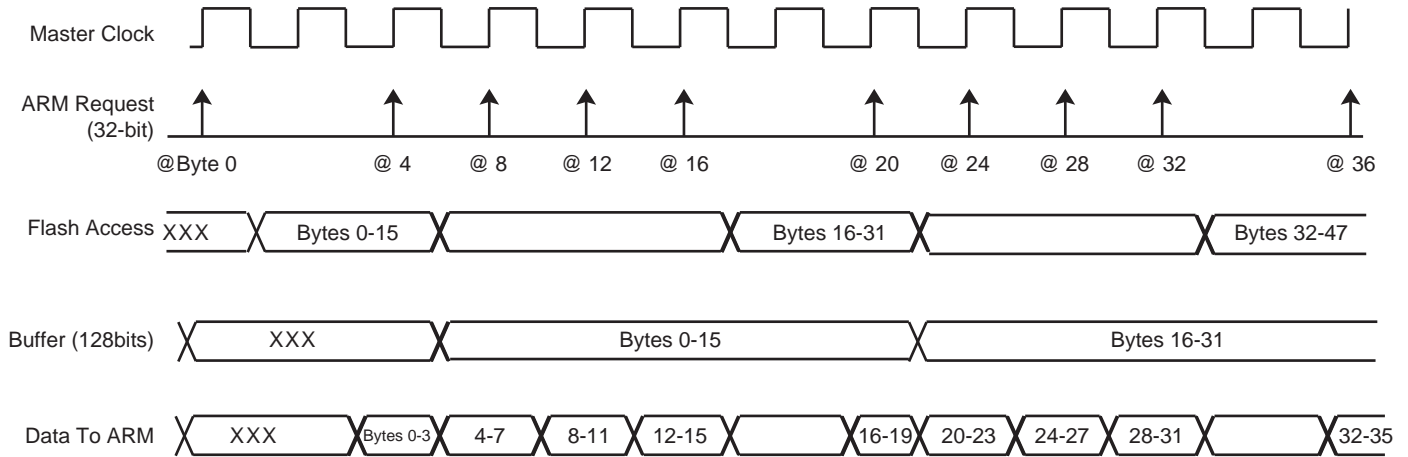 Master Clock
ARM Request
(32-bit)
@Byte 0 @ 4 @ 8 @ 12 @ 16 @ 20 @ 24 @ 28 @ 32 @ 36
Flash Access XXX Bytes 0-15 Bytes 16-31 Bytes 32-47
Buffer (128bits) XXX Bytes 0-15 Bytes 16-31
Data To ARM XXX Bytes 0-3 4-7 8-11 12-15 16-19 20-23 24-27 28-31 32-35